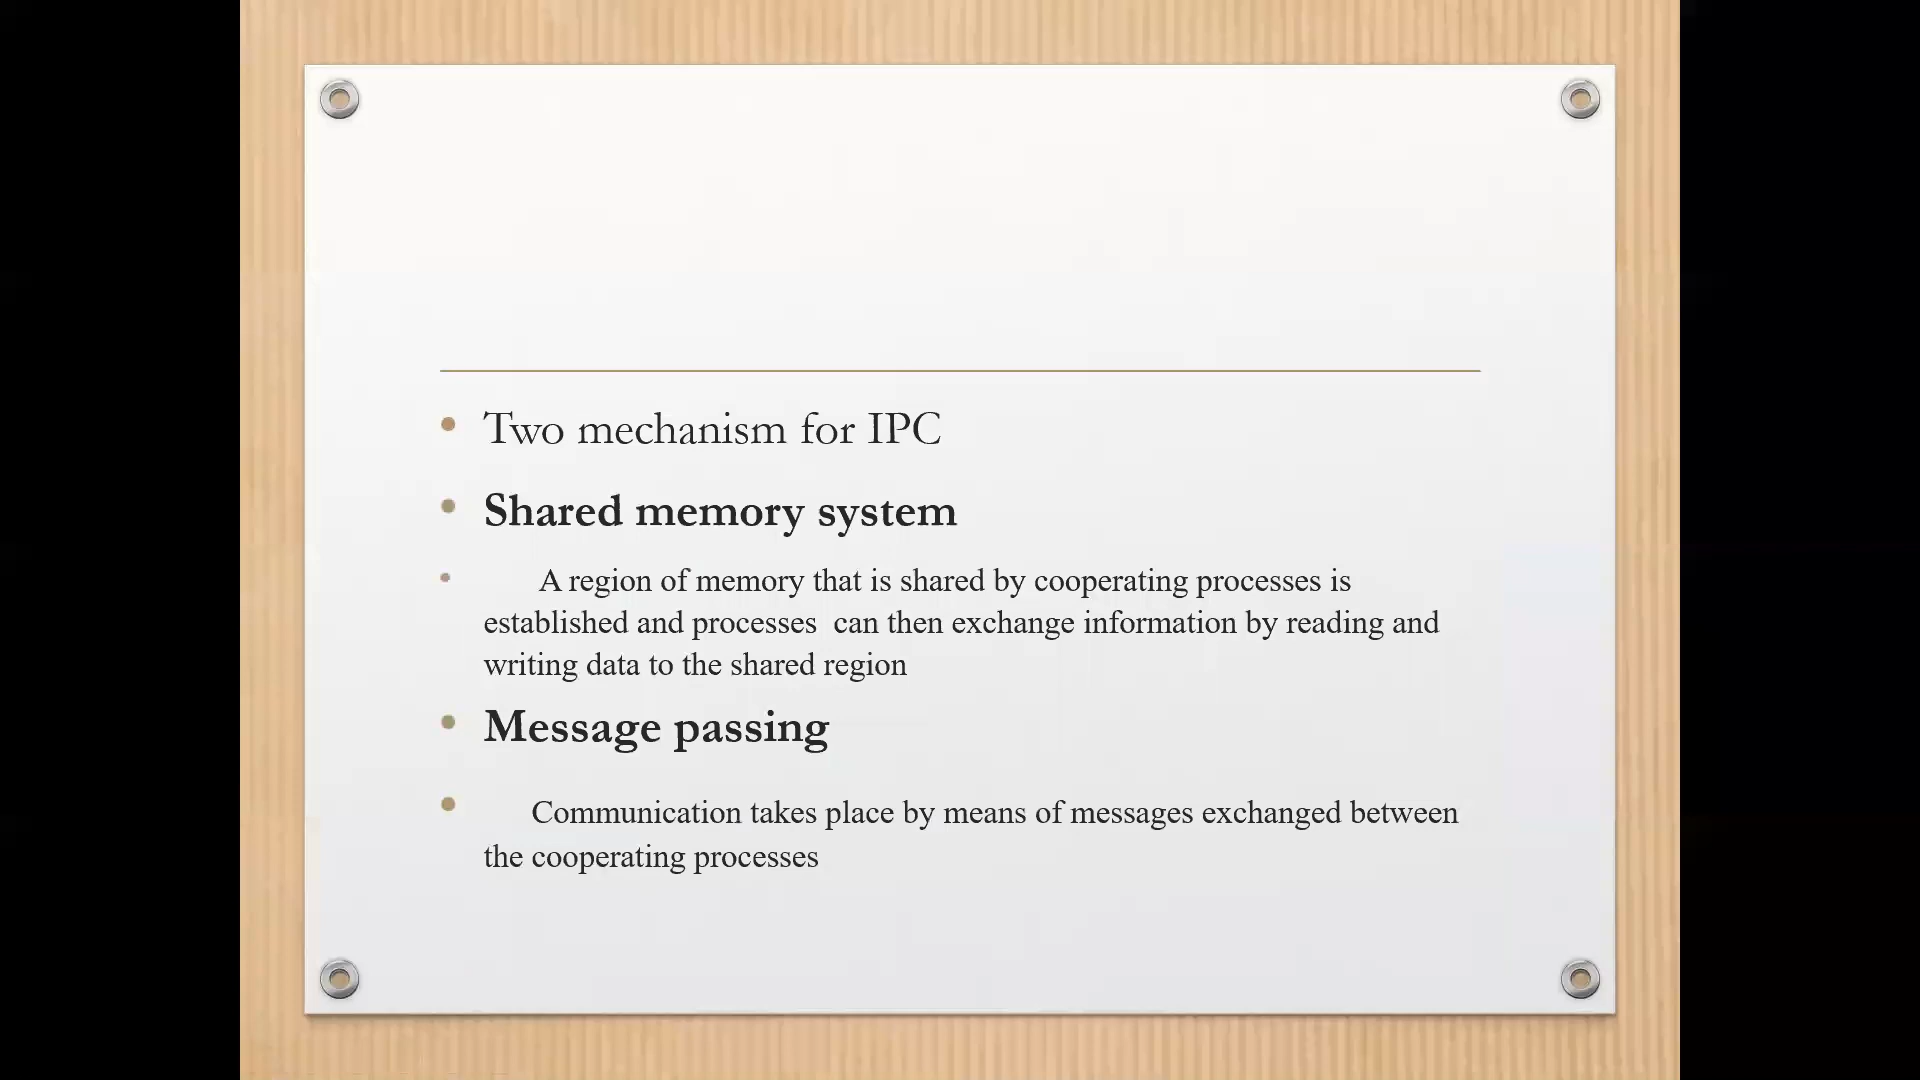 Two mechanism for IPC
Shared memory system
A region of memory that is shared by cooperating processes is
established and processes  can then exchange information by reading and
writing data to the shared region
Message passing
Communication takes place by means of messages exchanged between
the cooperating processes